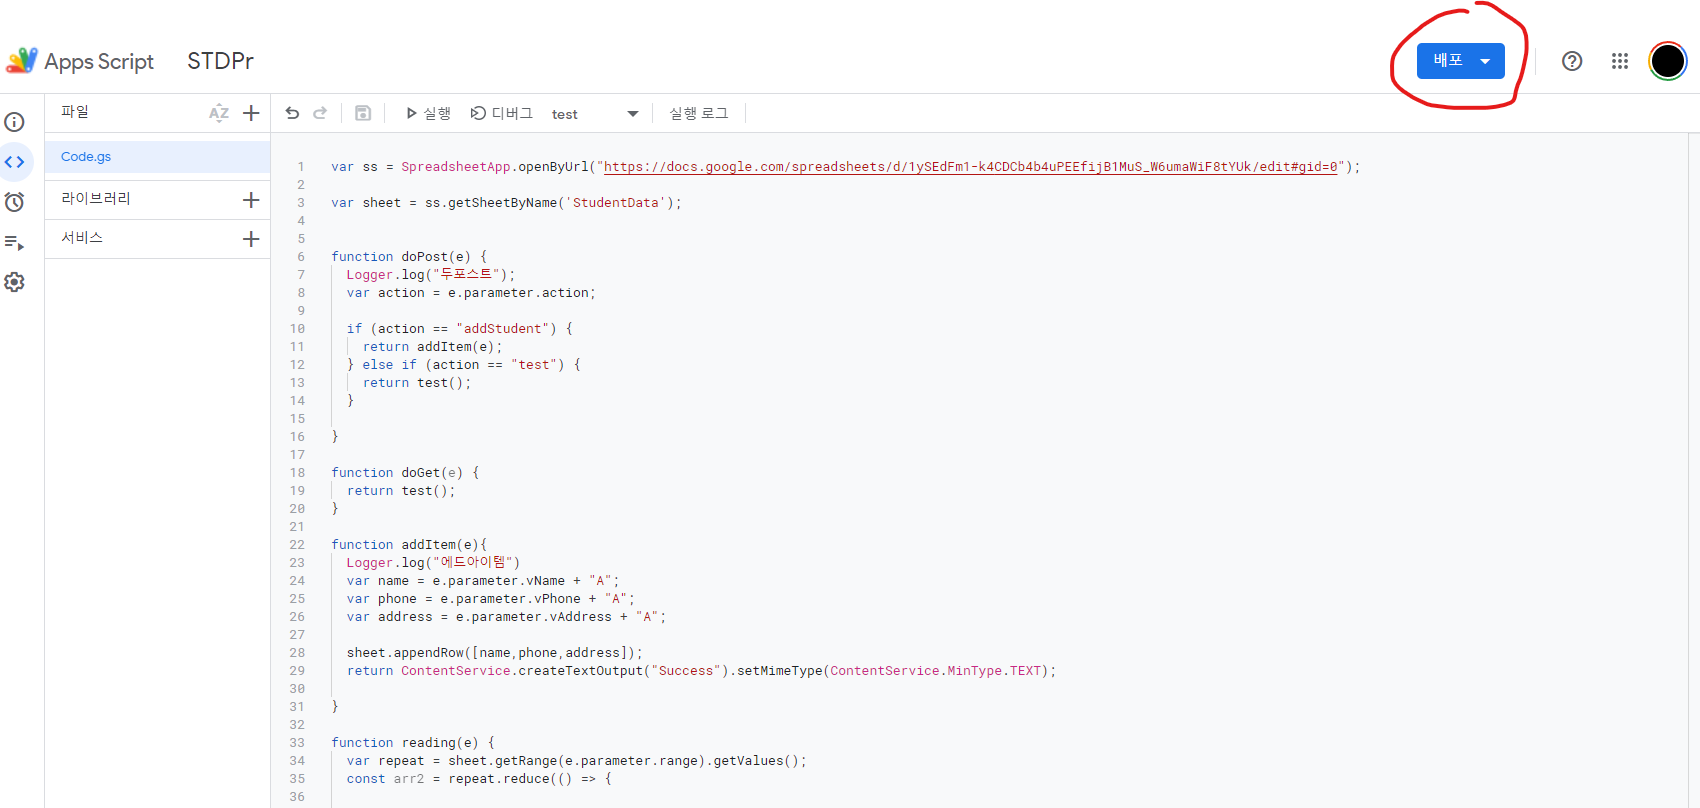 Apps Script STDPr 배포
파일 AZ
실행 디버그 test 실행 로그
Code.gs
라이브러리
서비스
1 var ss = SpreadsheetApp.openByUrl("https://docs.google.com/spreadsheets/d/1ySEdFm1-k4CDCb4b4uPEEfijB1MuS_W6umaWiF8tYUk/edit#gid=0");
2
3 var sheet = ss.getSheetByName('StudentData');
4
5
6 function doPost(e) {
7 Logger.log("두포스트");
8 var action = e.parameter.action;
9
10 if (action == "addStudent") {
11 return addItem(e);
12 } else if (action == "test") {
13 return test();
14 }
15
16 }
17
18 function doGet(e) {
19 return test();
20 }
21
22 function addItem(e){
23 Logger.log("에드아이템")
24 var name = e.parameter.vName + "A";
25 var phone = e.parameter.vPhone + "A";
26 var address = e.parameter.vAddress + "A";
27
28 sheet.appendRow([name,phone,address]);
29 return ContentService.createTextOutput("Success").setMimeType(ContentService.MinType.TEXT);
30
31 }
32
33 function reading(e) {
34 var repeat = sheet.getRange(e.parameter.range).getValues();
35 const arr2 = repeat.reduce(() => {
36